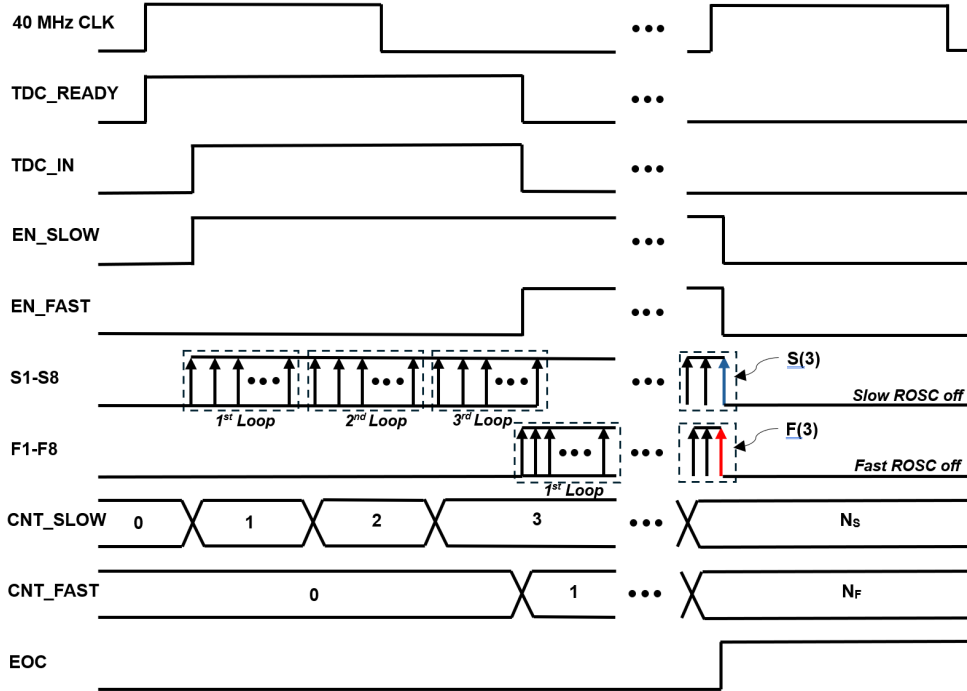 40 MHz CLK
TDC_READY
TDC_IN
EN_SLOW
EN_FAST
S1-S8
S(3)
Slow ROSC off
1st Loop
2nd Loop
3rd Loop
F1-F8
F(3)
Fast ROSC off
1st Loop
CNT_SLOW
0
1
2
3
NS
CNT_FAST
0
1
NF
EOC